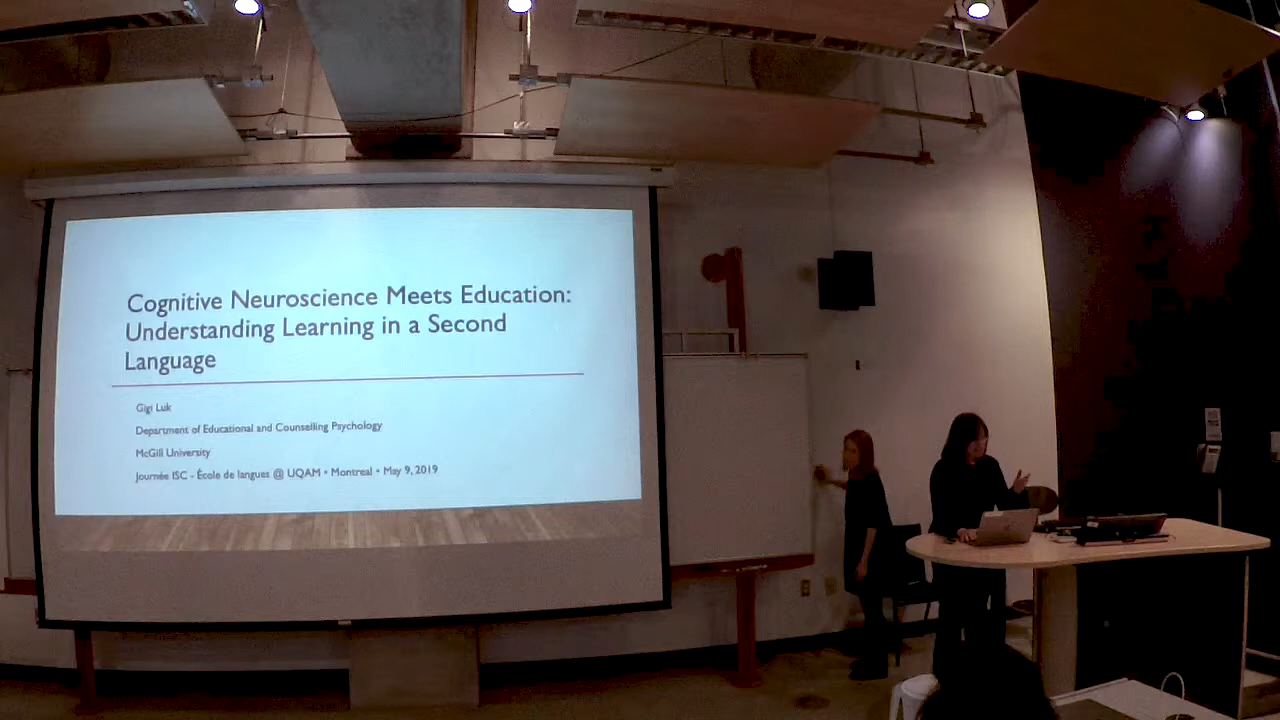 Cognitive Neuroscience Meets Education:
Understanding Learning in a Second
Language
Gigi Luk
Department of Educational and Counselling Psychology
McGill University
Journée ISC - École de langues @ UQAM • Montreal • May 9, 2019